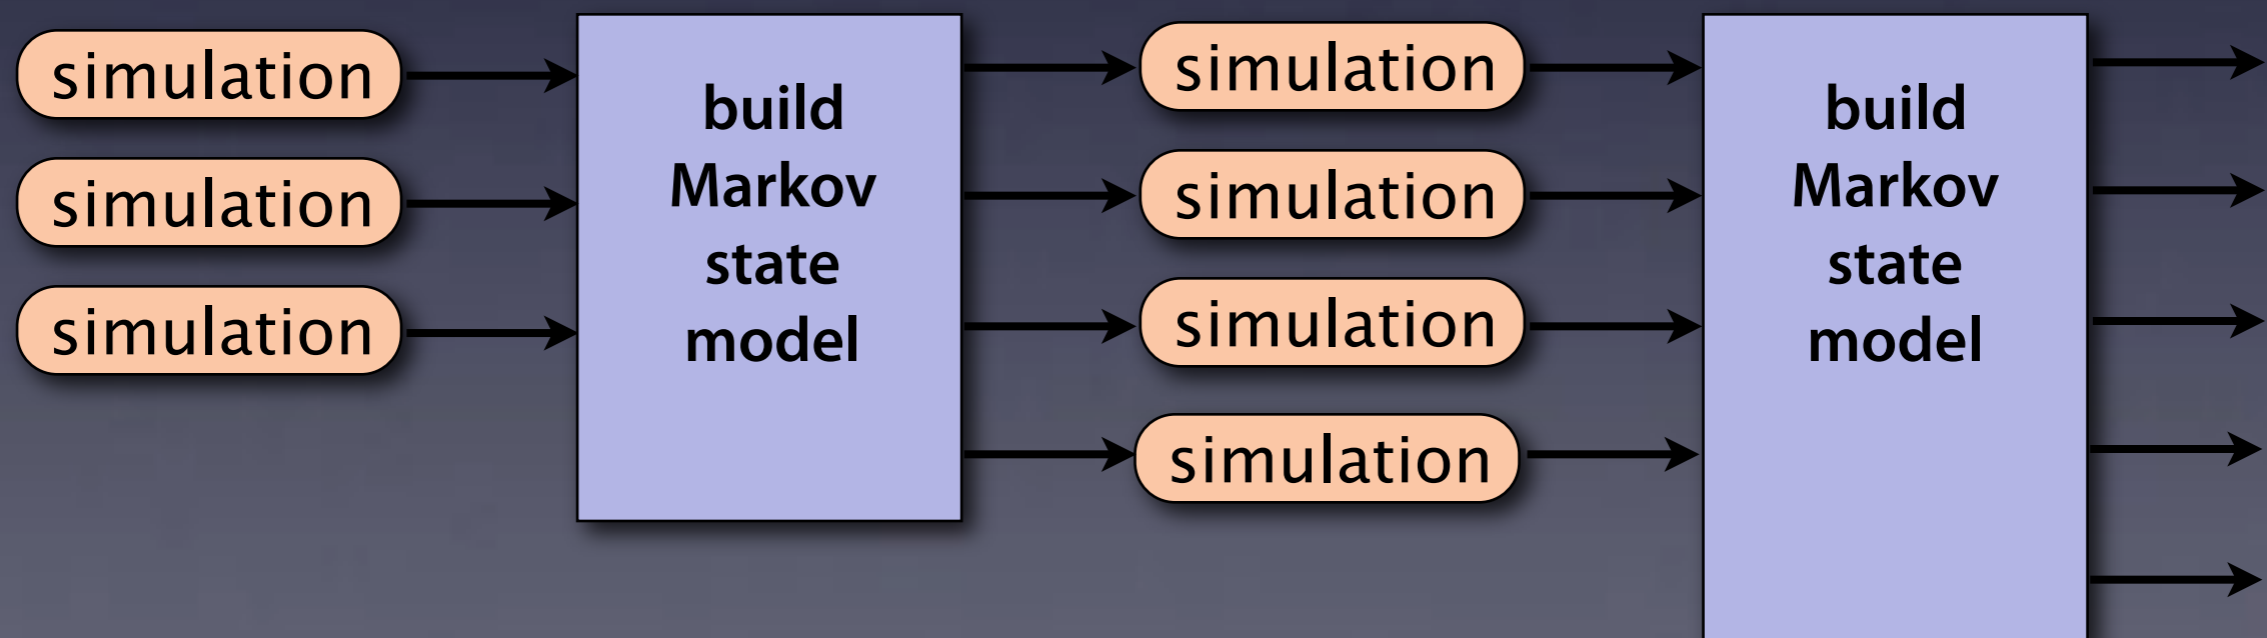 simulation
simulation
simulation
build
Markov
state
model
simulation
simulation
simulation
simulation
build
Markov
state
model